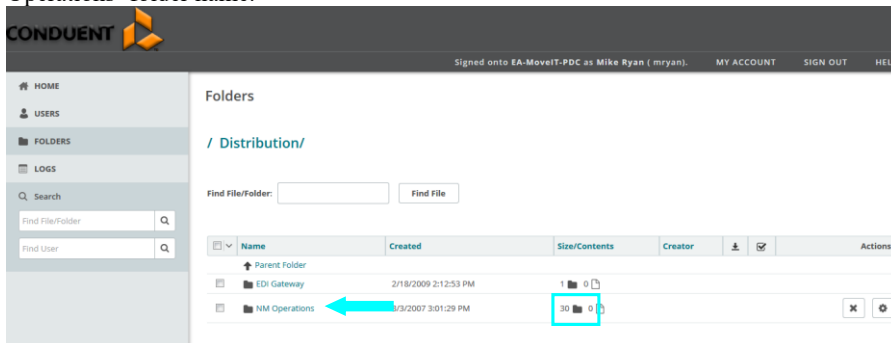 CONDUENT
Signed onto EA-MoveIT-PDC as Mike Ryan ( mryan). MY ACCOUNT SIGN OUT
HOME
USERS
FOLDERS
LOGS
Search
Find File/Folder
Find User
Folders
/ Distribution/
Find File/Folder: Find File
Name Created Size/Contents Creator Actions
Parent Folder
EDI Gateway 2/18/2009 2:12:53 PM 1 0
NM Operations /3/2007 3:01:29 PM 30 0